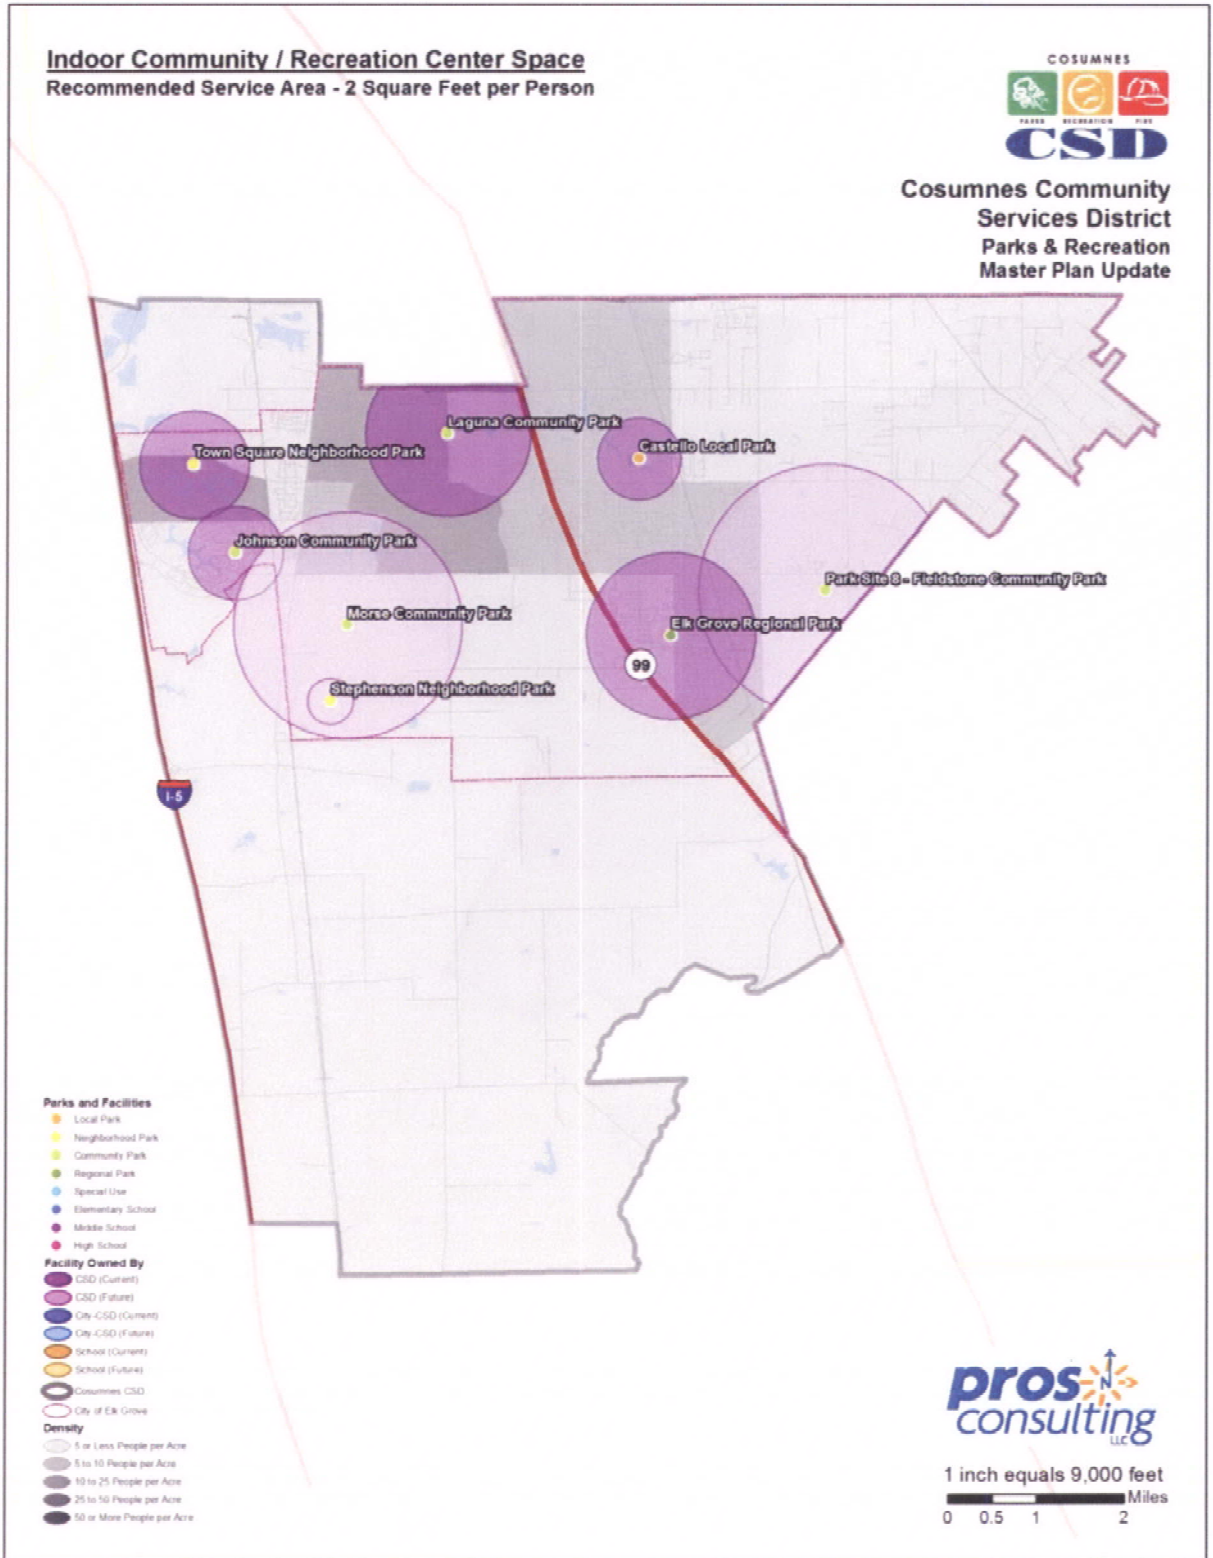 Indoor Community / Recreation Center Space
Recommended Service Area - 2 Square Feet per Person
COSUMNES
PARKS RECREATION FIRE
CSD
Cosumnes Community
Services District
Parks & Recreation
Master Plan Update
Laguna Community Park
Castello Local Park
Town Square Neighborhood Park
Johnson Community Park
Park Site 8 - Fieldstone Community Park
Morse Community Park
Elk Grove Regional Park
99
Stephenson Neighborhood Park
I-5
Parks and Facilities
Local Park
Neighborhood Park
Community Park
Regional Park
Special Use
Elementary School
Middle School
High School
Facility Owned By
CSD (Current)
CSD (Future)
City-CSD (Current)
City-CSD (Future)
School (Current)
School (Future)
Cosumnes CSD
City of Elk Grove
Density
5 or Less People per Acre
5 to 10 People per Acre
10 to 25 People per Acre
25 to 50 People per Acre
50 or More People per Acre
N
pros
consulting
LLC
1 inch equals 9,000 feet
Miles
0 0.5 1 2